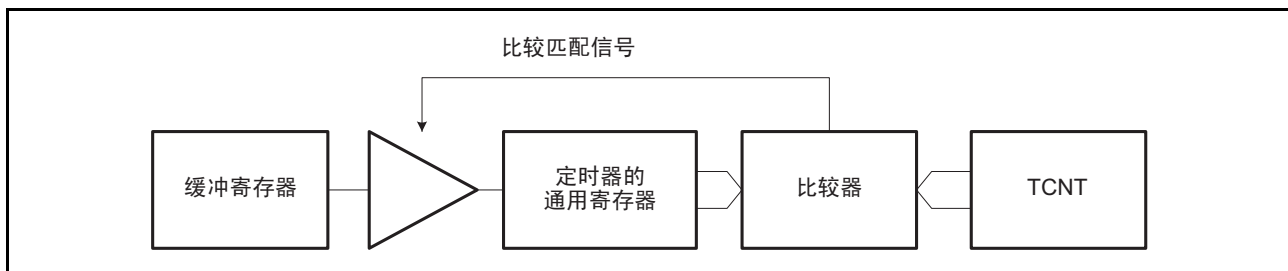 比较匹配信号
缓冲寄存器
定时器的
通用寄存器
比较器
TCNT